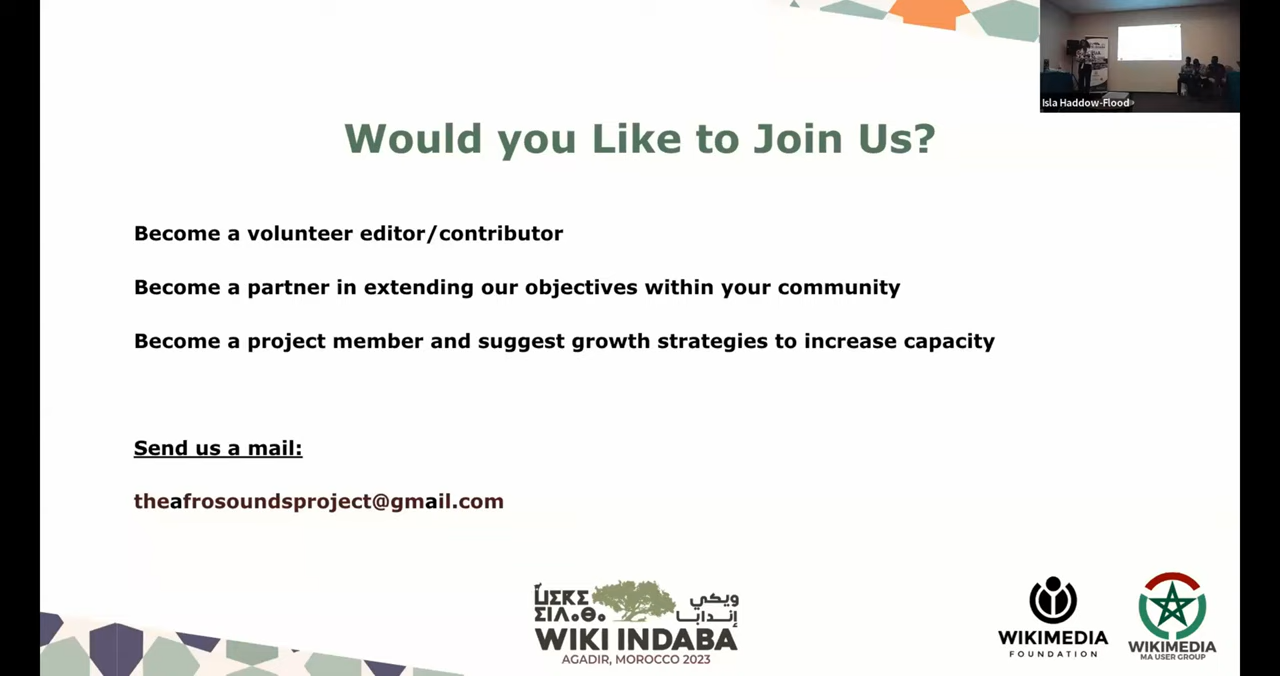 Isla Haddow-Flood
Would you Like to Join Us?
Become a volunteer editor/contributor
Become a partner in extending our objectives within your community
Become a project member and suggest growth strategies to increase capacity
Send us a mail:
theafrosoundsproject@gmail.com
ⵡⵉⴽⵉ
ⵉⵏⴷⴰⴱⴰ
ويكي
إندابا
WIKI INDABA
AGADIR, MOROCCO 2023
WIKIMEDIA
FOUNDATION
WIKIMEDIA
MA USER GROUP